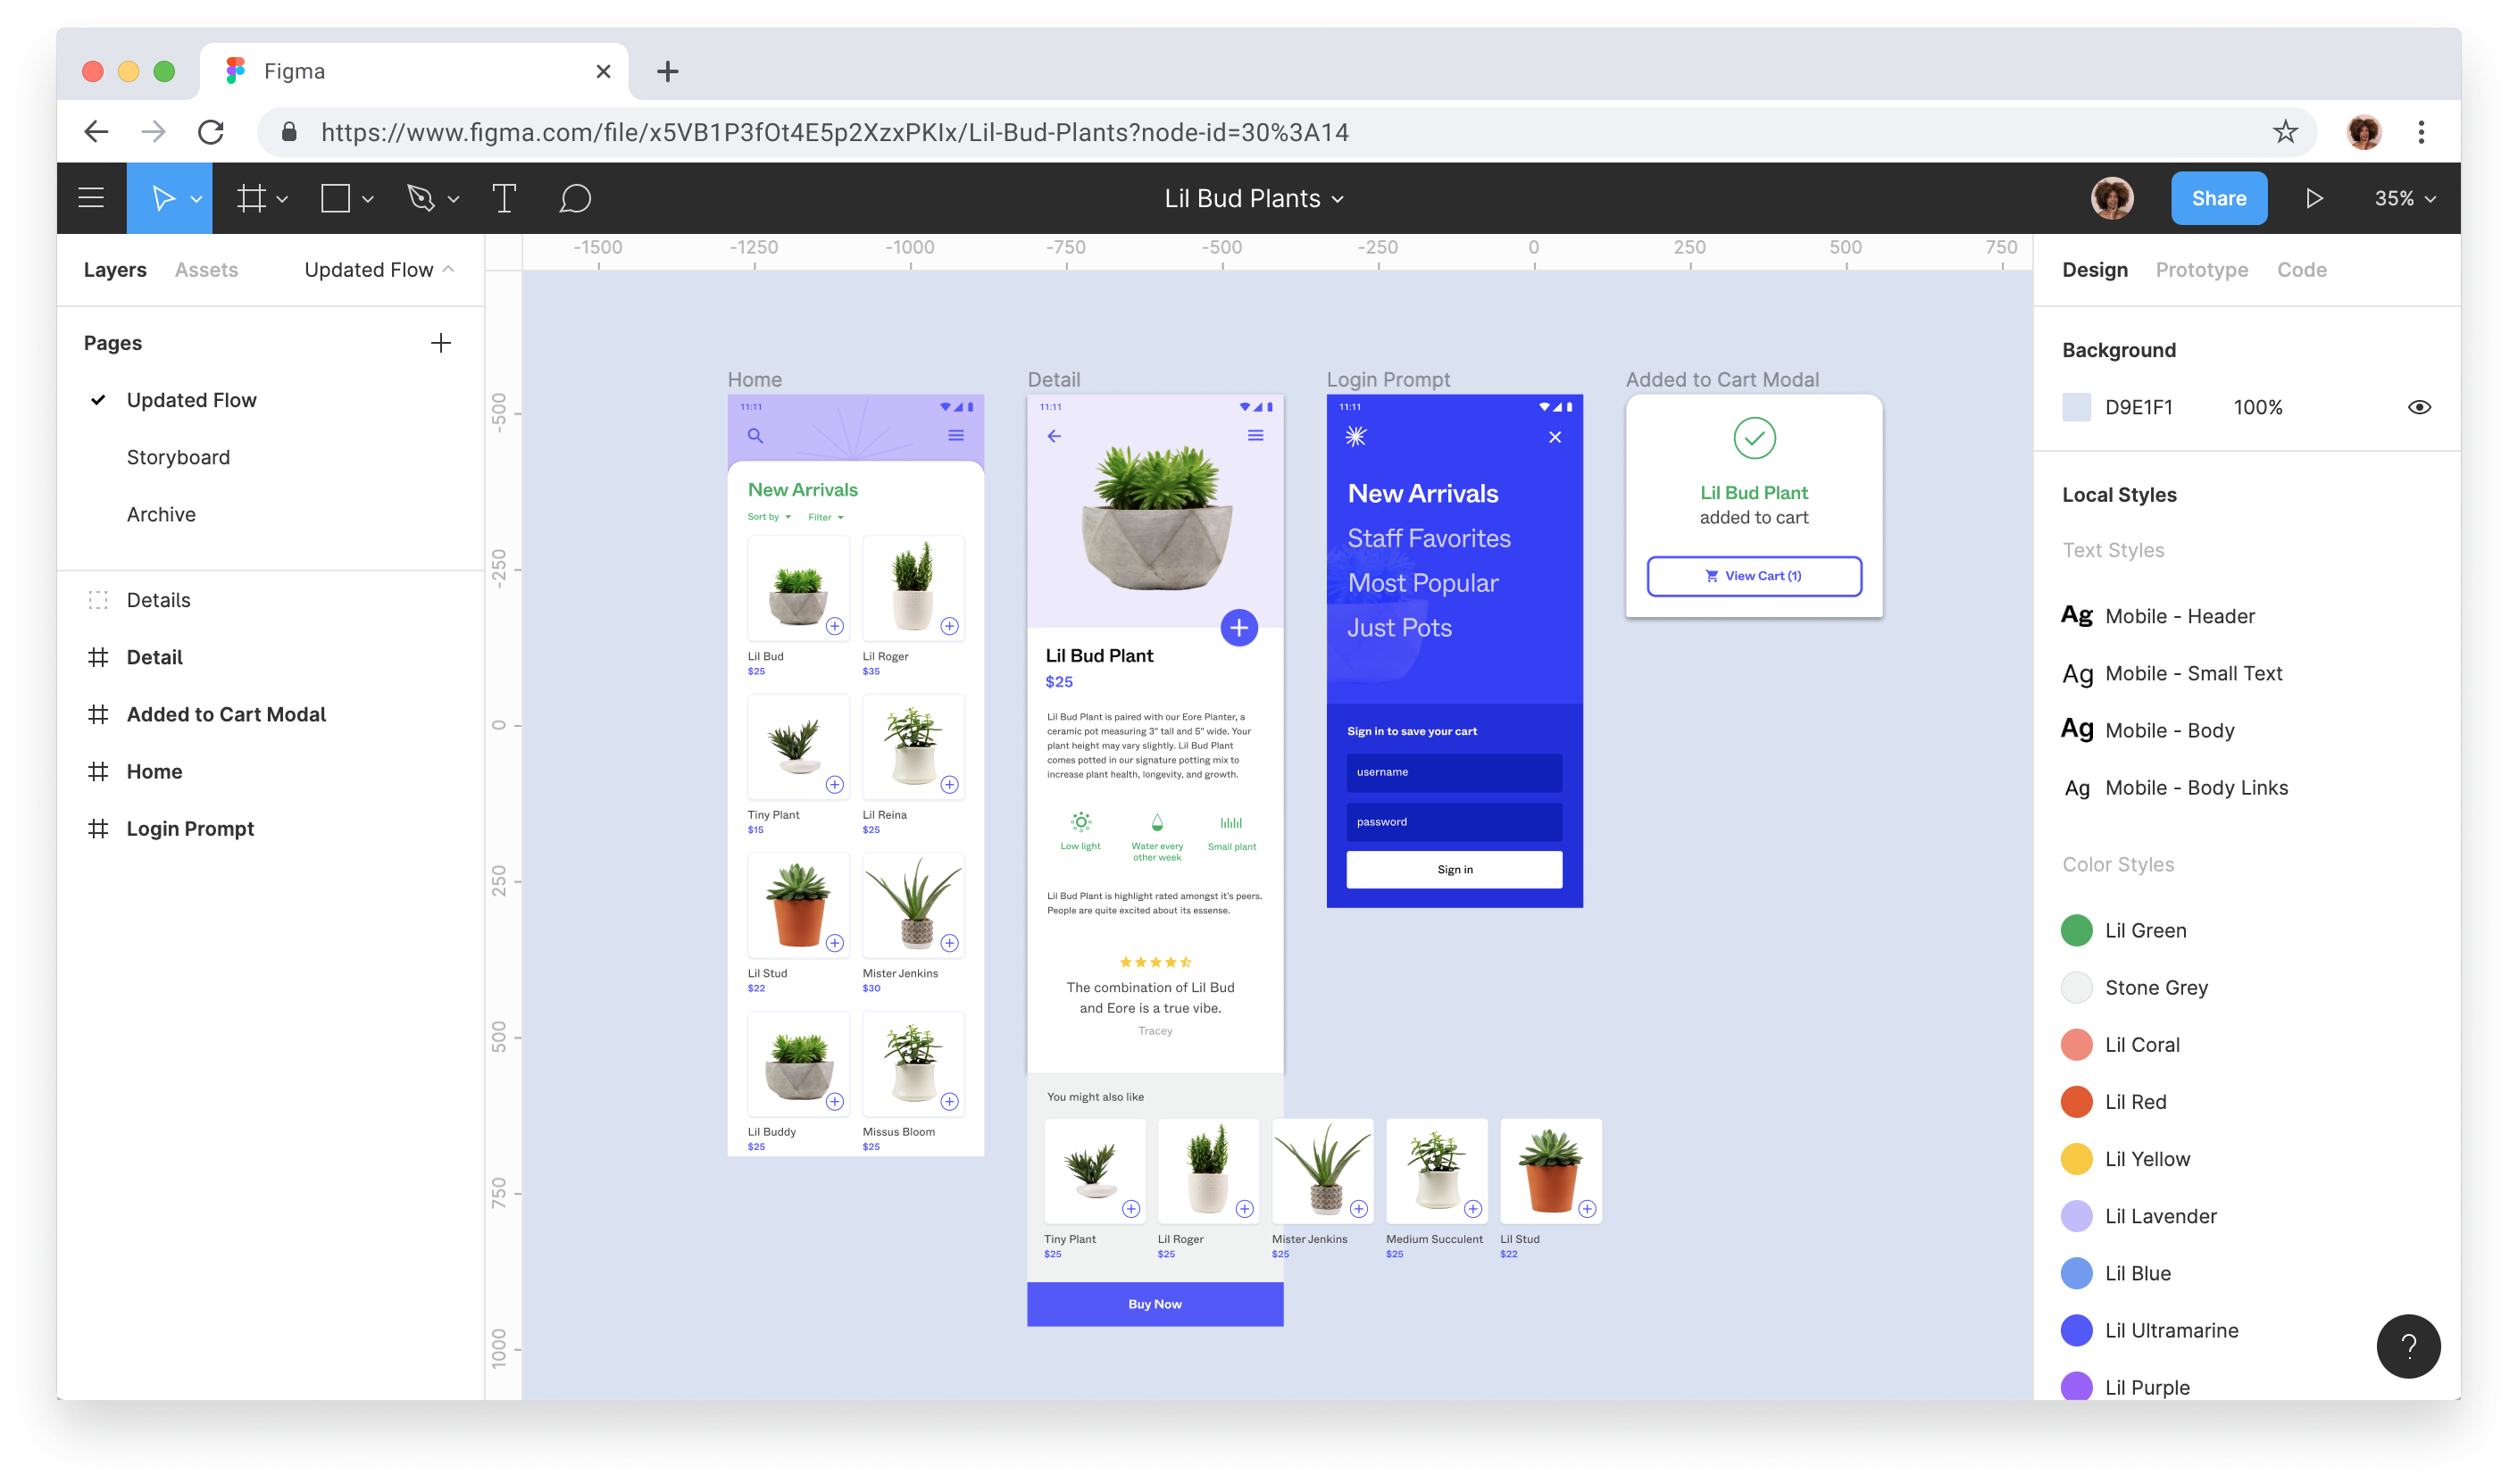 Figma
https://www.figma.com/file/x5VB1P3fOt4E5p2XzxPKIx/Lil-Bud-Plants?node-id=30%3A14
Lil Bud Plants
Share
35%
Layers
Assets
Updated Flow
Pages
Updated Flow
Storyboard
Archive
Details
Detail
Added to Cart Modal
Home
Login Prompt
-1500 -1250 -1000 -750 -500 -250 0 250 500 750
-500
-250
0
250
500
750
1000
Home
11:11
New Arrivals
Sort by Filter
Lil Bud
$25
Lil Roger
$35
Tiny Plant
$15
Lil Reina
$25
Lil Stud
$22
Mister Jenkins
$30
Lil Buddy
$25
Missus Bloom
$25
Detail
11:11
Lil Bud Plant
$25
Lil Bud Plant is paired with our Eore Planter, a
ceramic pot measuring 3" tall and 5" wide. Your
plant height may vary slightly. Lil Bud Plant
comes potted in our signature potting mix to
increase plant health, longevity, and growth.
Low light
Water every
other week
Small plant
Lil Bud Plant is highlight rated amongst it's peers.
People are quite excited about its essense.
The combination of Lil Bud
and Eore is a true vibe.
Tracey
You might also like
Tiny Plant
$25
Lil Roger
$25
Mister Jenkins
$25
Medium Succulent
$25
Lil Stud
$22
Buy Now
Login Prompt
11:11
New Arrivals
Staff Favorites
Most Popular
Just Pots
Sign in to save your cart
username
password
Sign in
Added to Cart Modal
Lil Bud Plant
added to cart
View Cart (1)
Design
Prototype
Code
Background
D9E1F1 100%
Local Styles
Text Styles
Ag Mobile - Header
Ag Mobile - Small Text
Ag Mobile - Body
Ag Mobile - Body Links
Color Styles
Lil Green
Stone Grey
Lil Coral
Lil Red
Lil Yellow
Lil Lavender
Lil Blue
Lil Ultramarine
Lil Purple
?